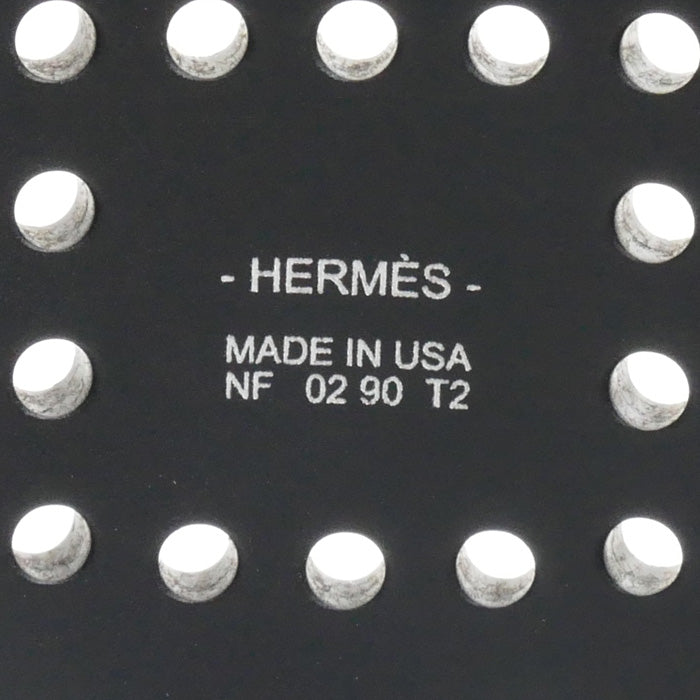 - HERMÈS -
MADE IN USA
NF 02 90 T2